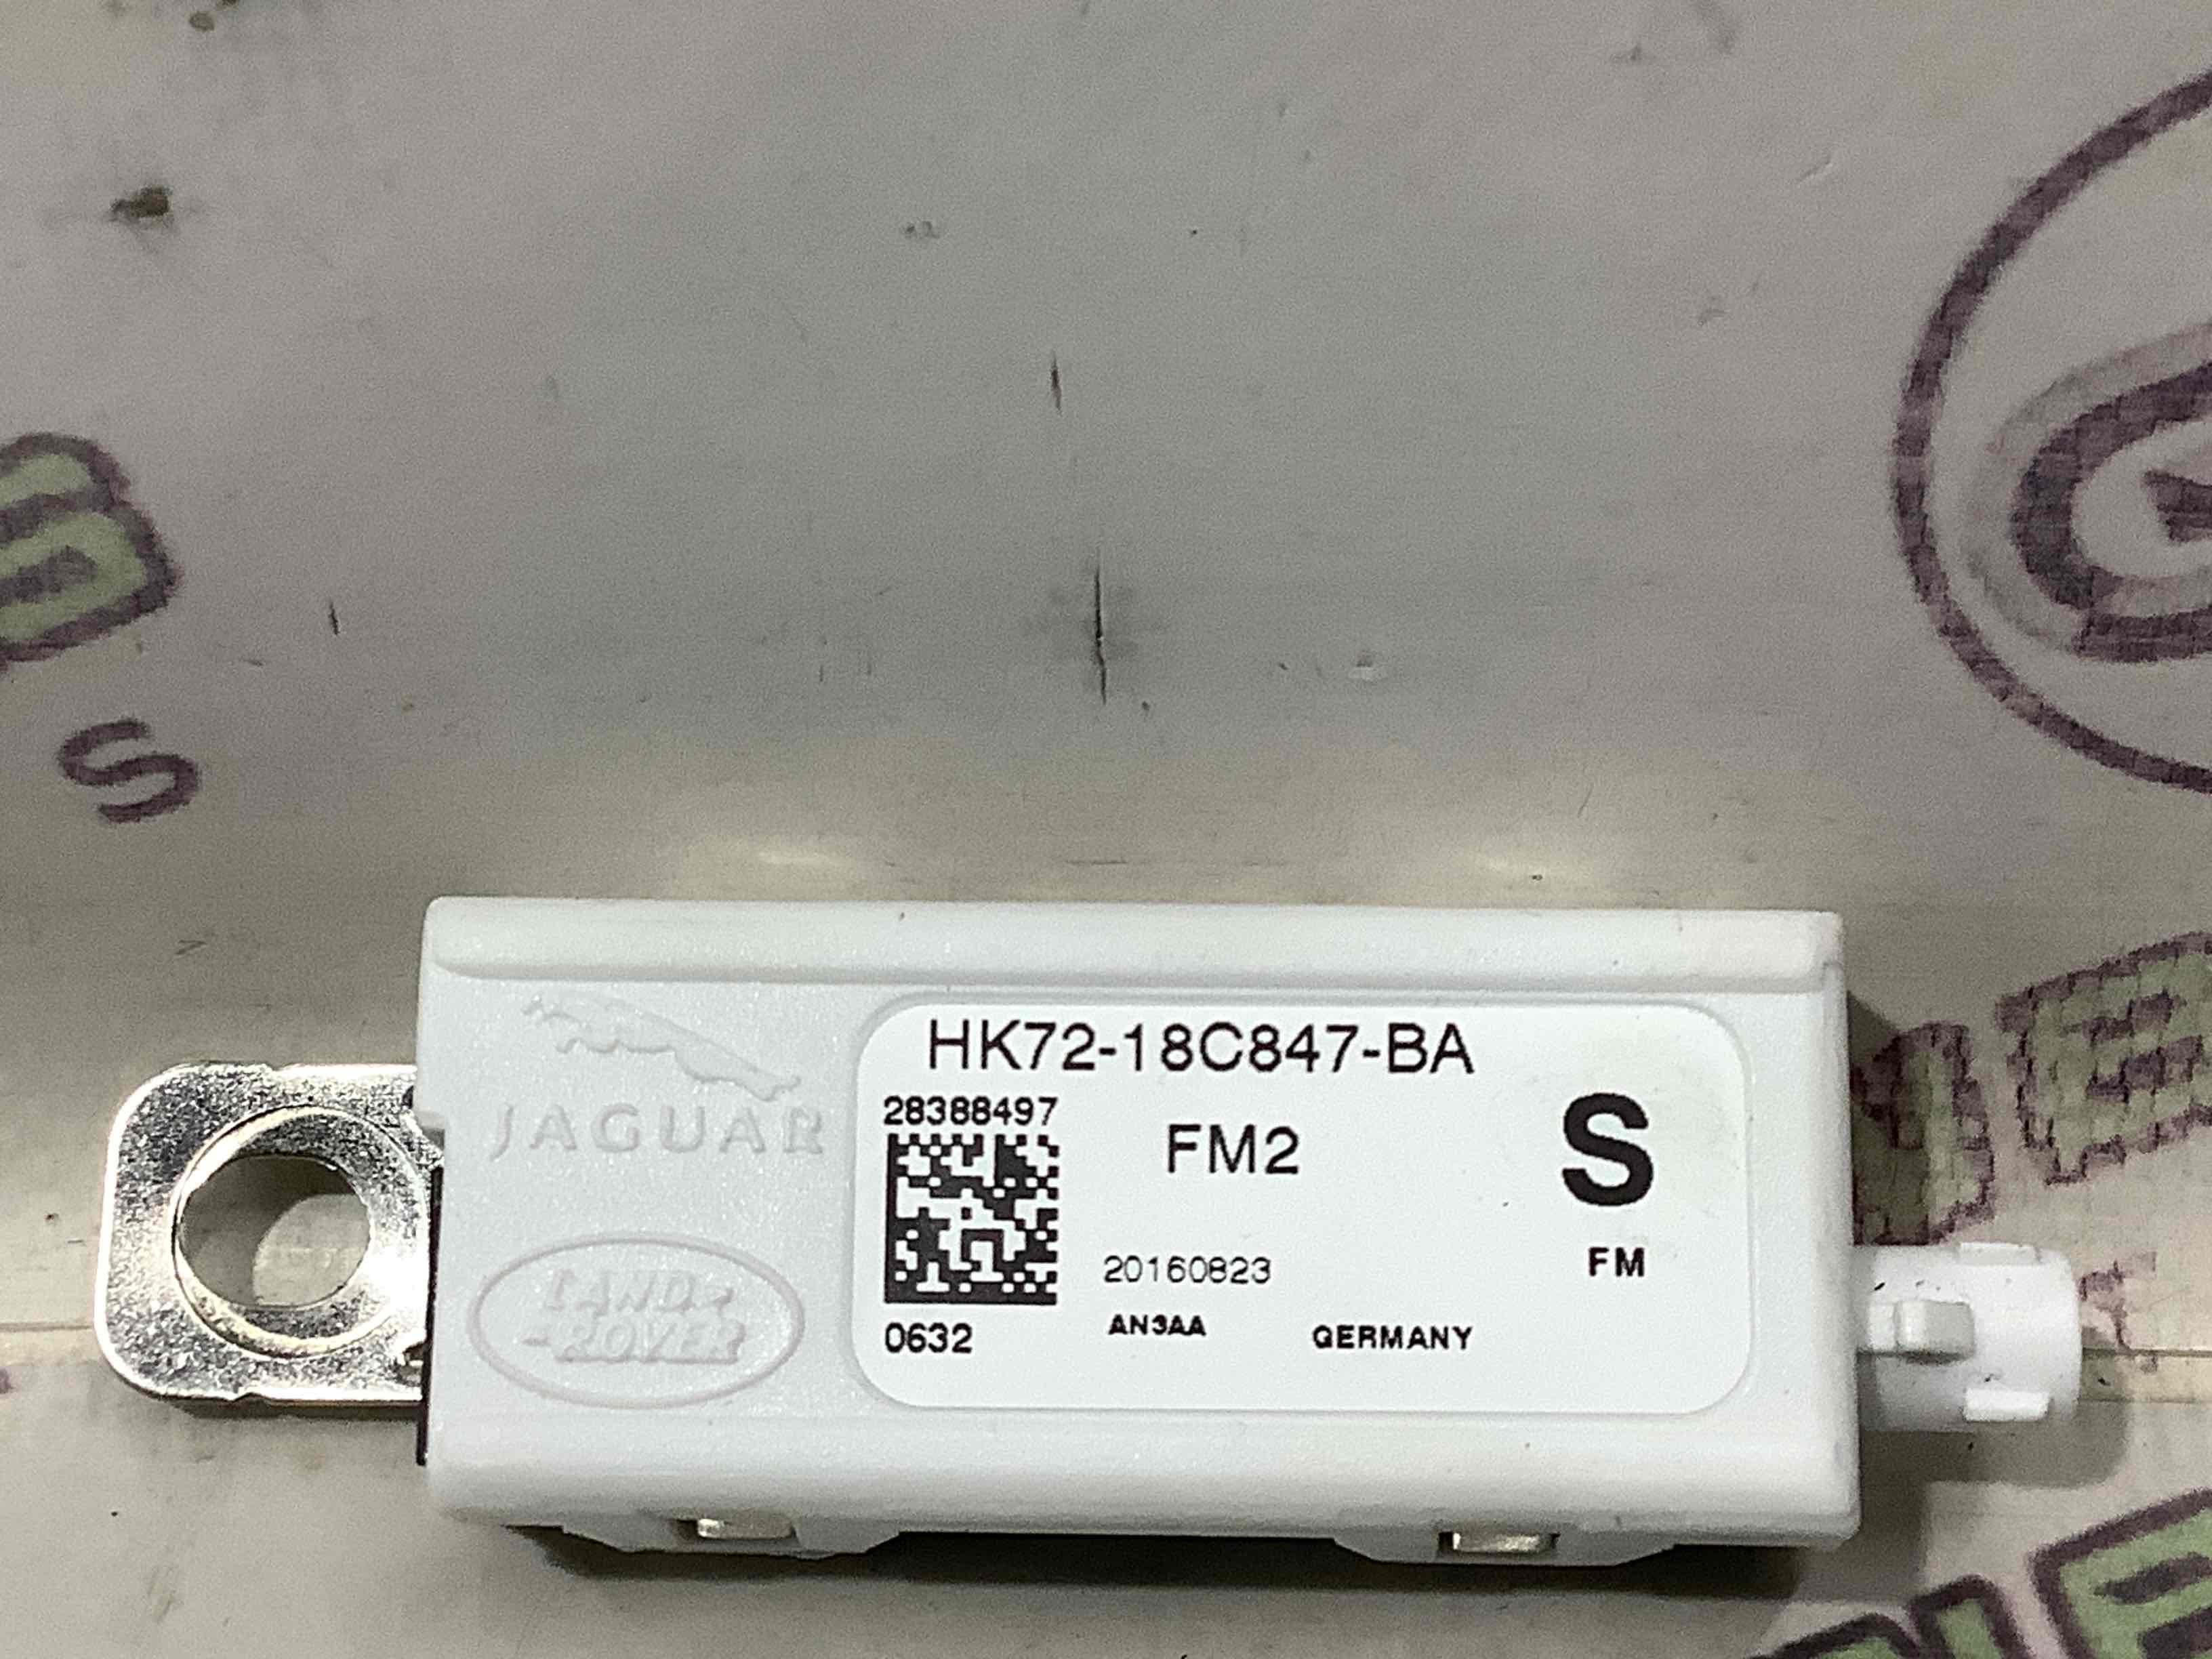 S
HK72-18C847-BA
JAGUAR
28388497
FM2
S
FM
20160823
LAND-
-ROVER
0632
AN3AA
GERMANY